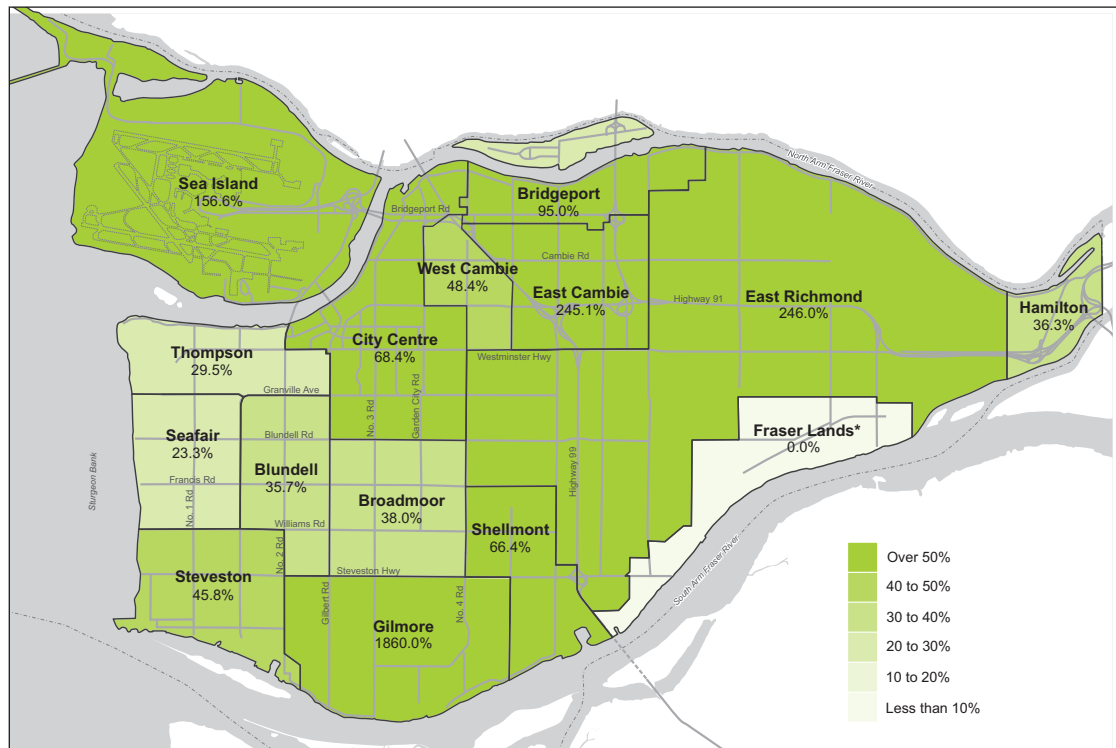 North Arm Fraser River
Sea Island
156.6%
Bridgeport
95.0%
Bridgeport Rd
Cambie Rd
West Cambie
48.4%
East Cambie
245.1%
Highway 91
East Richmond
246.0%
Hamilton
36.3%
City Centre
68.4%
Thompson
29.5%
Westminster Hwy
Granville Ave
No. 3 Rd
Garden City Rd
Seafair
23.3%
Blundell Rd
Fraser Lands*
0.0%
Sturgeon Bank
Blundell
35.7%
Francis Rd
No. 1 Rd
Highway 99
Broadmoor
38.0%
Williams Rd
Shellmont
66.4%
No. 2 Rd
Steveston Hwy
Steveston
45.8%
Gilbert Rd
No. 4 Rd
South Arm Fraser River
Gilmore
1860.0%
Over 50%
40 to 50%
30 to 40%
20 to 30%
10 to 20%
Less than 10%